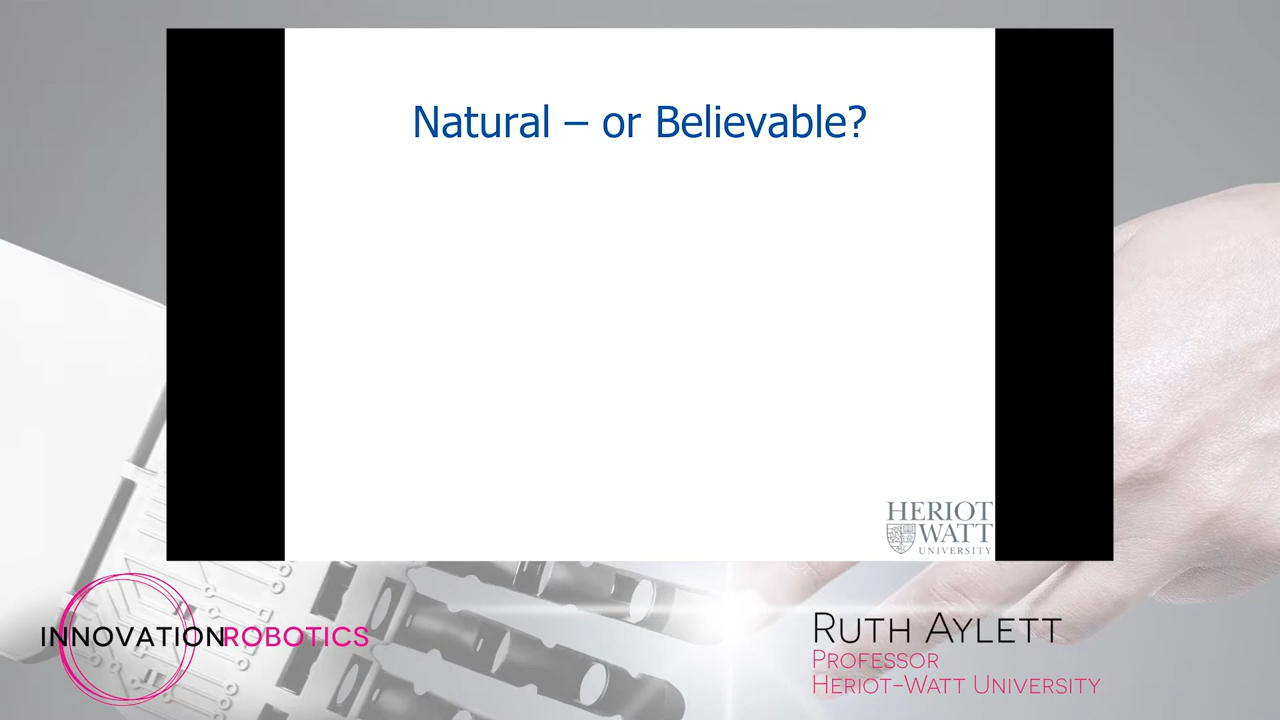 Natural – or Believable?
HERIOT
WATT
UNIVERSITY
INNOVATIONROBOTICS
RUTH AYLETT
PROFESSOR
HERIOT-WATT UNIVERSITY